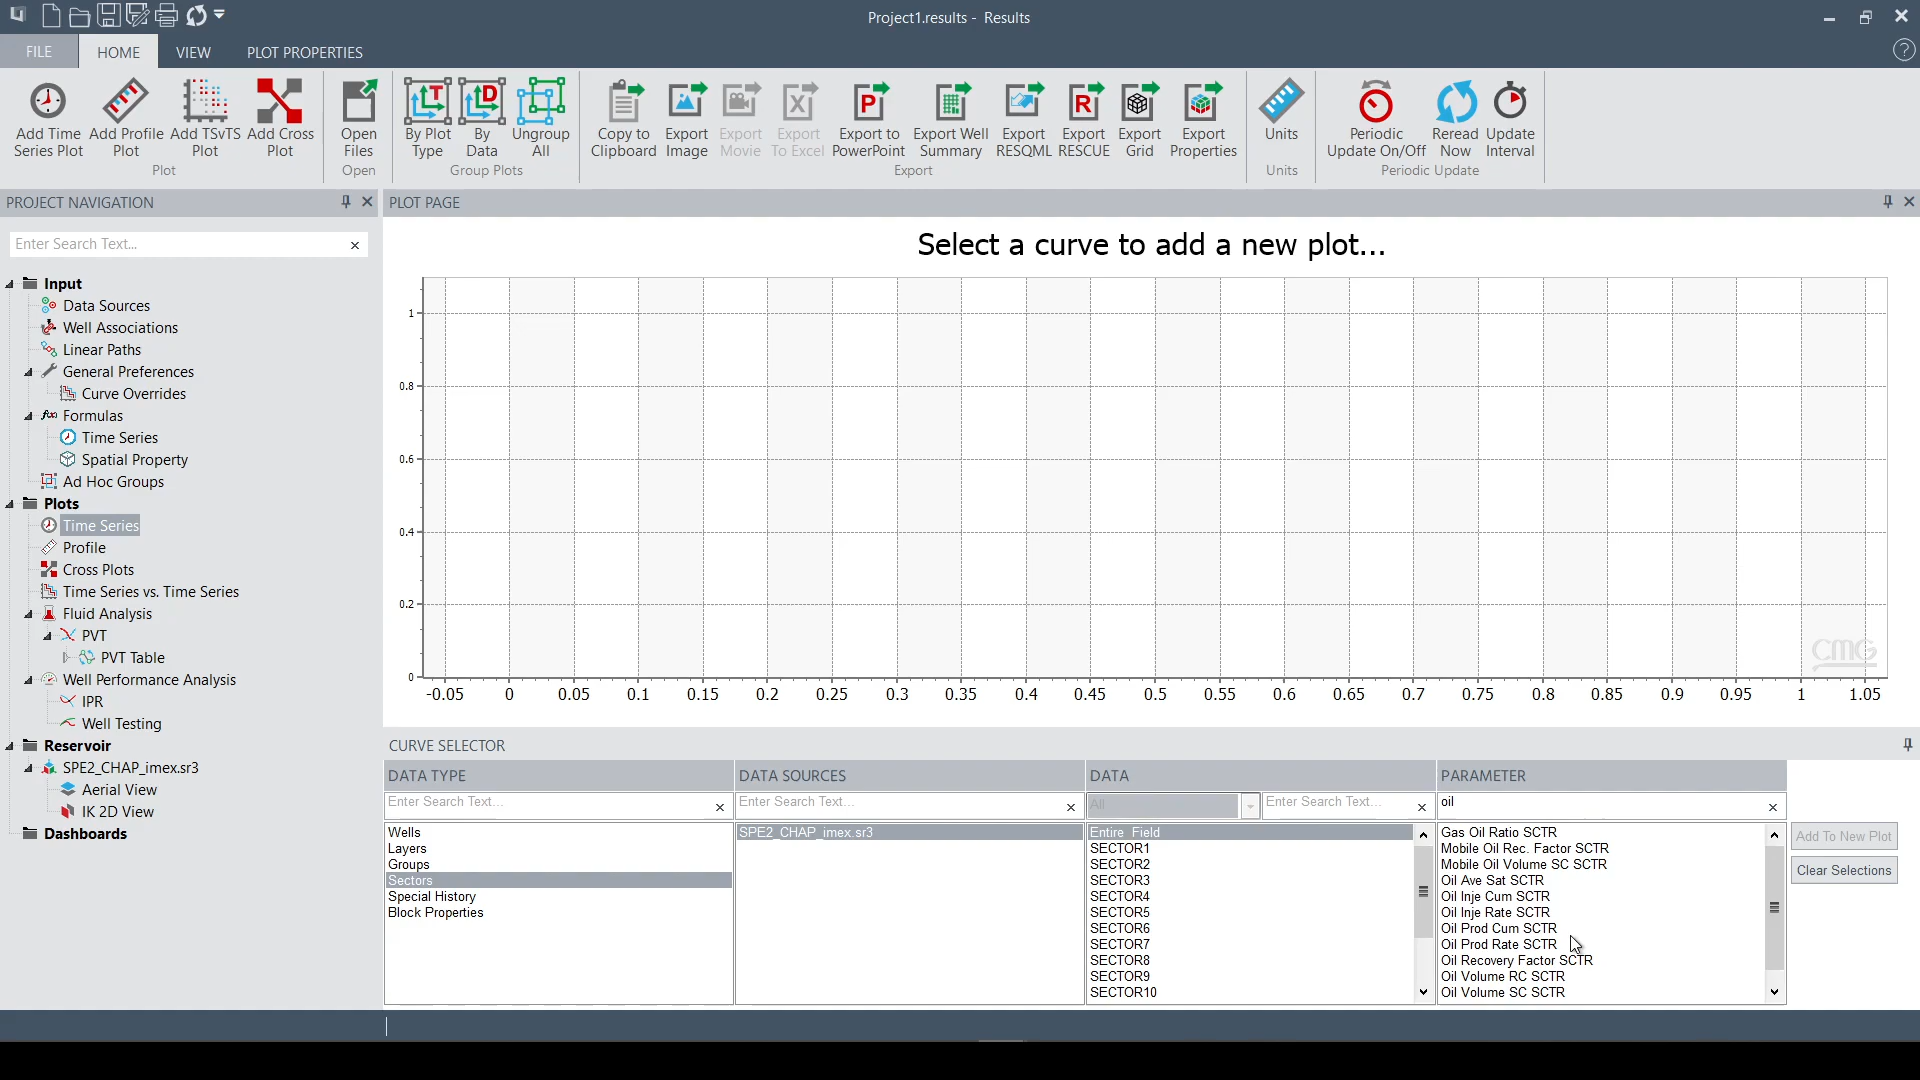 Project1.results - Results
FILE
HOME
VIEW
PLOT PROPERTIES
?
Add Time
Series Plot
Add Profile
Plot
Add TSvTS
Plot
Add Cross
Plot
Plot
Open
Files
Open
By Plot
Type
By
Data
Ungroup
All
Group Plots
Copy to
Clipboard
Export
Image
Export
Movie
Export
To Excel
Export to
PowerPoint
Export Well
Summary
Export
RESQML
Export
RESCUE
Export
Grid
Export
Properties
Export
Units
Units
Periodic
Update On/Off
Reread
Now
Update
Interval
Periodic Update
PROJECT NAVIGATION
Enter Search Text...
Input
Data Sources
Well Associations
Linear Paths
General Preferences
Curve Overrides
Formulas
Time Series
Spatial Property
Ad Hoc Groups
Plots
Time Series
Profile
Cross Plots
Time Series vs. Time Series
Fluid Analysis
PVT
PVT Table
Well Performance Analysis
IPR
Well Testing
Reservoir
SPE2_CHAP_imex.sr3
Aerial View
IK 2D View
Dashboards
PLOT PAGE
Select a curve to add a new plot...
1
0.8
0.6
0.4
0.2
0
-0.05 0 0.05 0.1 0.15 0.2 0.25 0.3 0.35 0.4 0.45 0.5 0.55 0.6 0.65 0.7 0.75 0.8 0.85 0.9 0.95 1 1.05
CMG
CURVE SELECTOR
DATA TYPE
Enter Search Text...
Wells
Layers
Groups
Sectors
Special History
Block Properties
DATA SOURCES
Enter Search Text...
SPE2_CHAP_imex.sr3
DATA
All
Enter Search Text...
Entire Field
SECTOR1
SECTOR2
SECTOR3
SECTOR4
SECTOR5
SECTOR6
SECTOR7
SECTOR8
SECTOR9
SECTOR10
PARAMETER
oil
Gas Oil Ratio SCTR
Mobile Oil Rec. Factor SCTR
Mobile Oil Volume SC SCTR
Oil Ave Sat SCTR
Oil Inje Cum SCTR
Oil Inje Rate SCTR
Oil Prod Cum SCTR
Oil Prod Rate SCTR
Oil Recovery Factor SCTR
Oil Volume RC SCTR
Oil Volume SC SCTR
Add To New Plot
Clear Selections